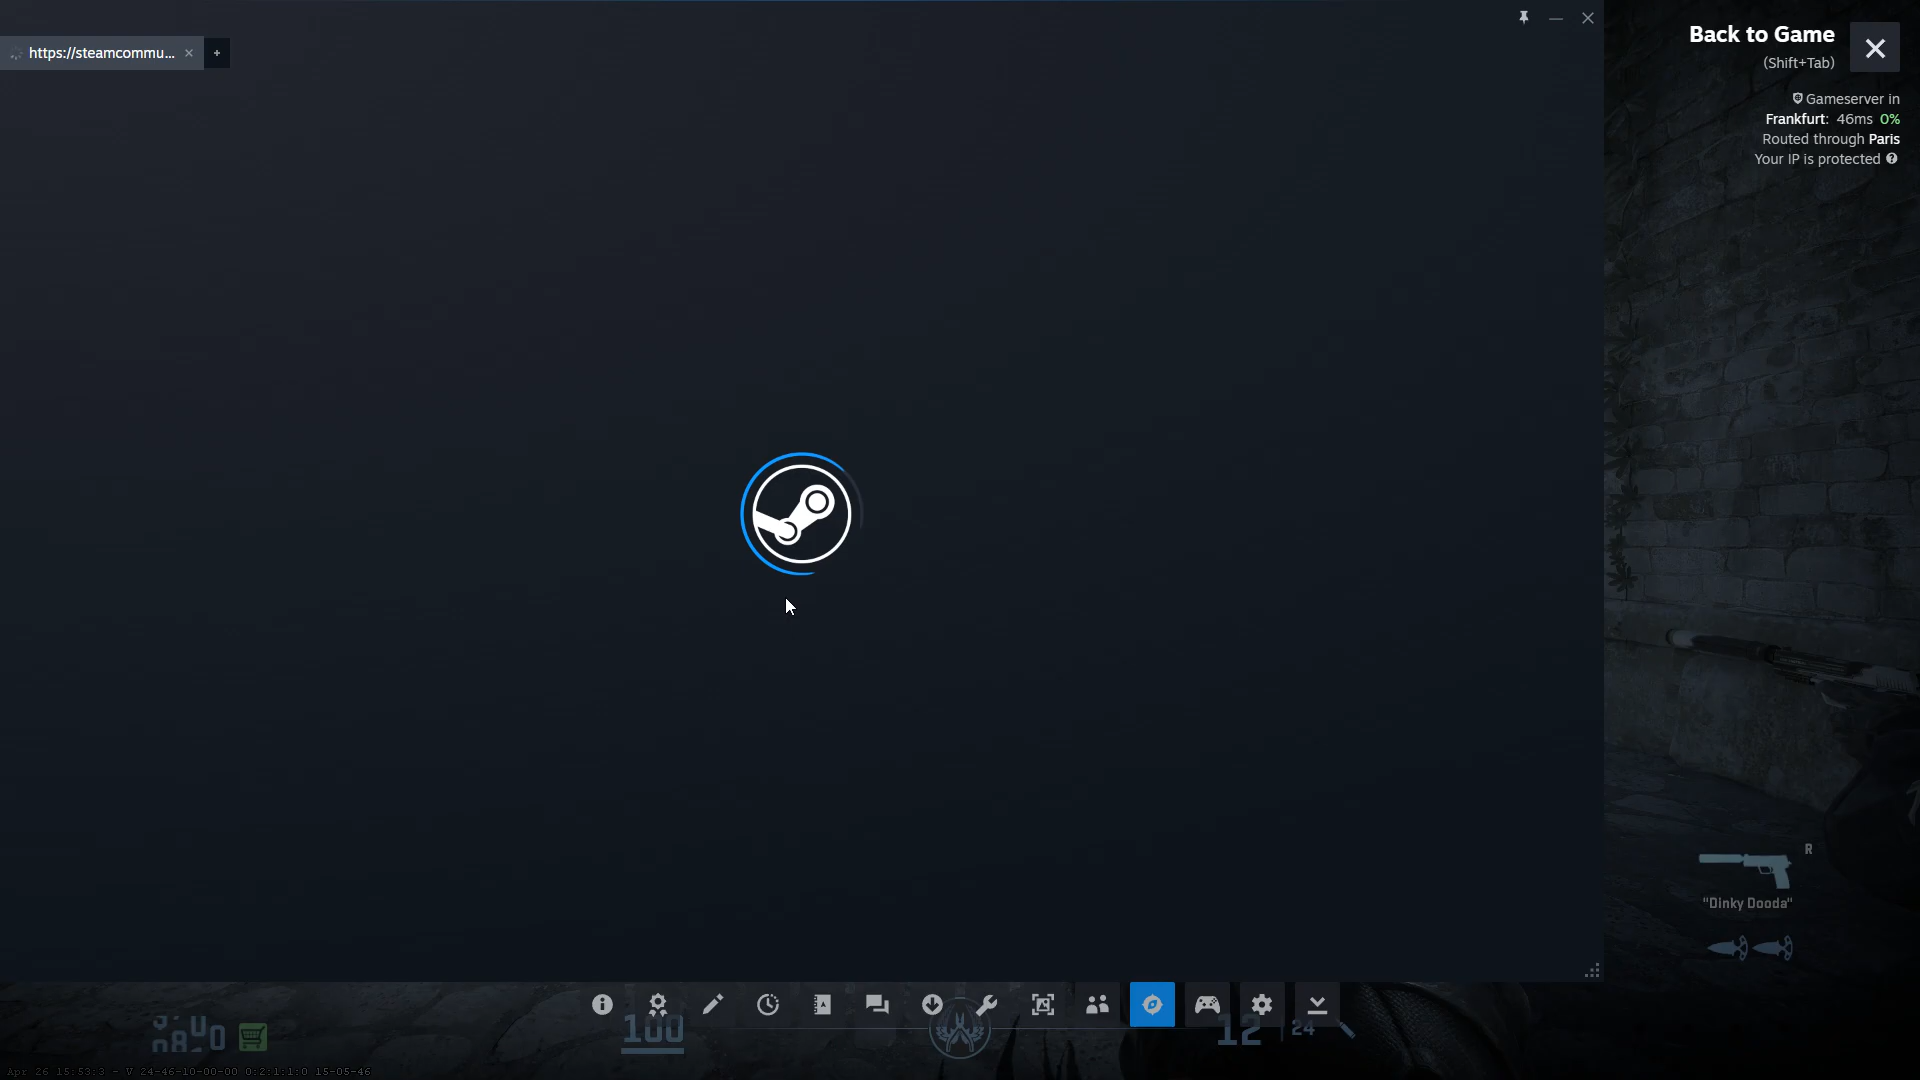 https://steamcommu...
Back to Game
(Shift+Tab)
Gameserver in
Frankfurt: 46ms 0%
Routed through Paris
Your IP is protected
R
"Dinky Dooda"
100
12 24